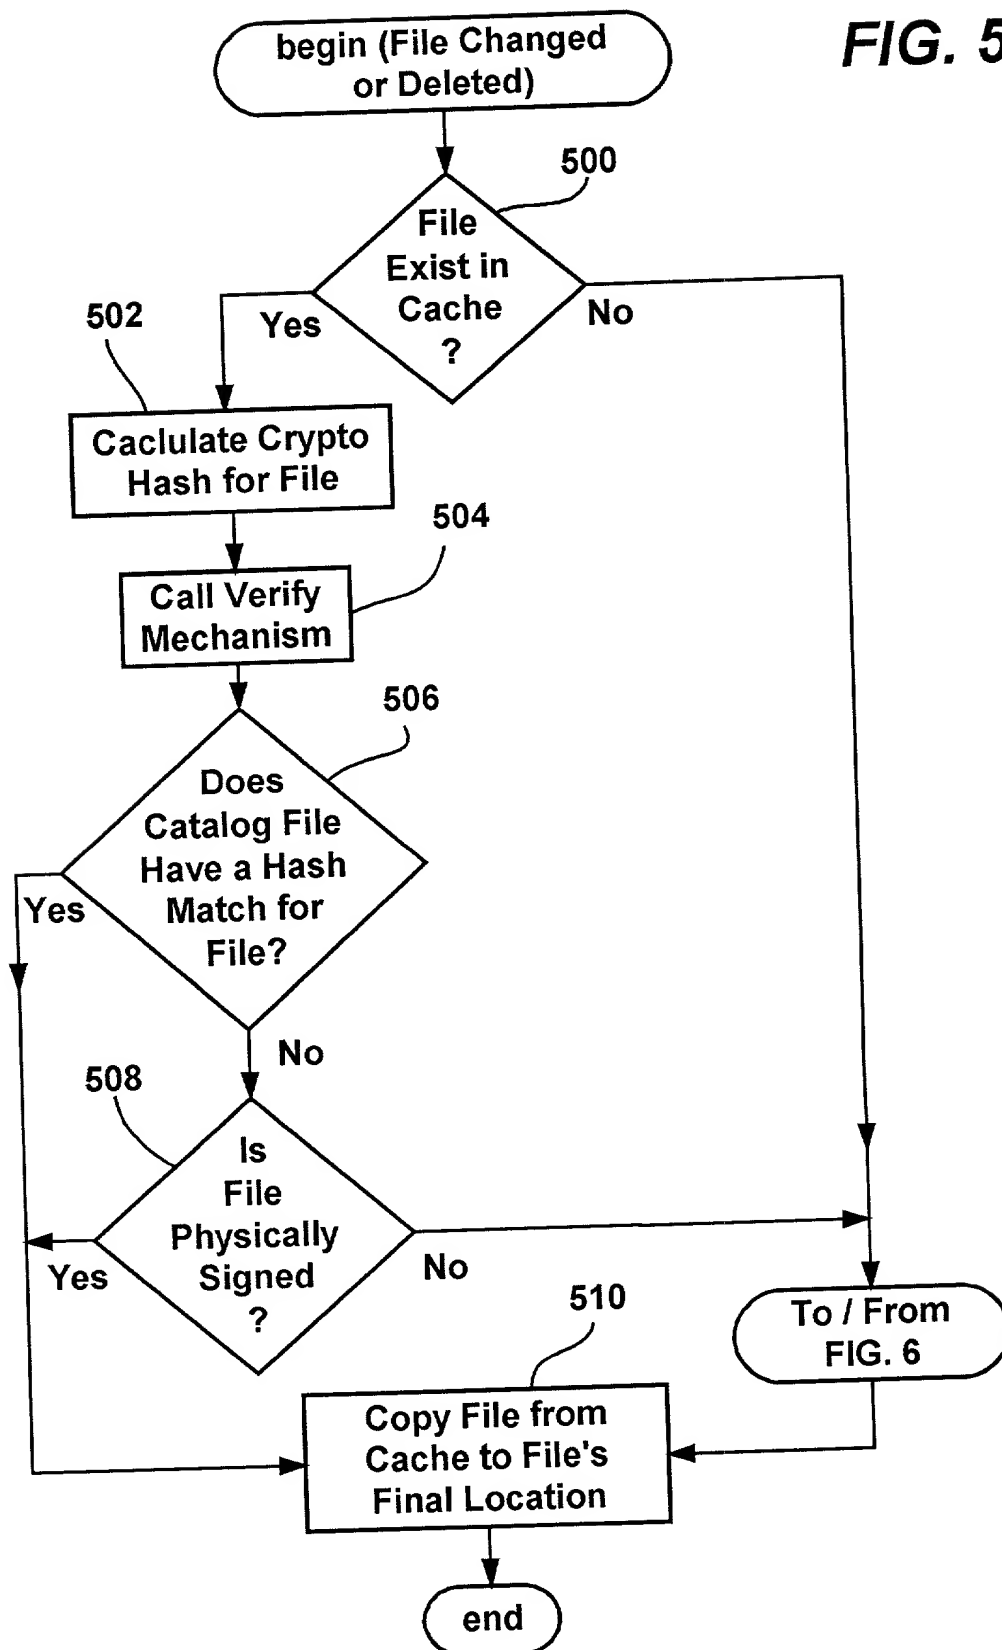 FIG. 5
begin (File Changed
or Deleted)
500
File
Exist in
Cache
?
Yes
No
502
Caclulate Crypto
Hash for File
504
Call Verify
Mechanism
506
Does
Catalog File
Have a Hash
Match for
File?
Yes
No
508
Is
File
Physically
Signed
?
Yes
No
To / From
FIG. 6
510
Copy File from
Cache to File's
Final Location
end